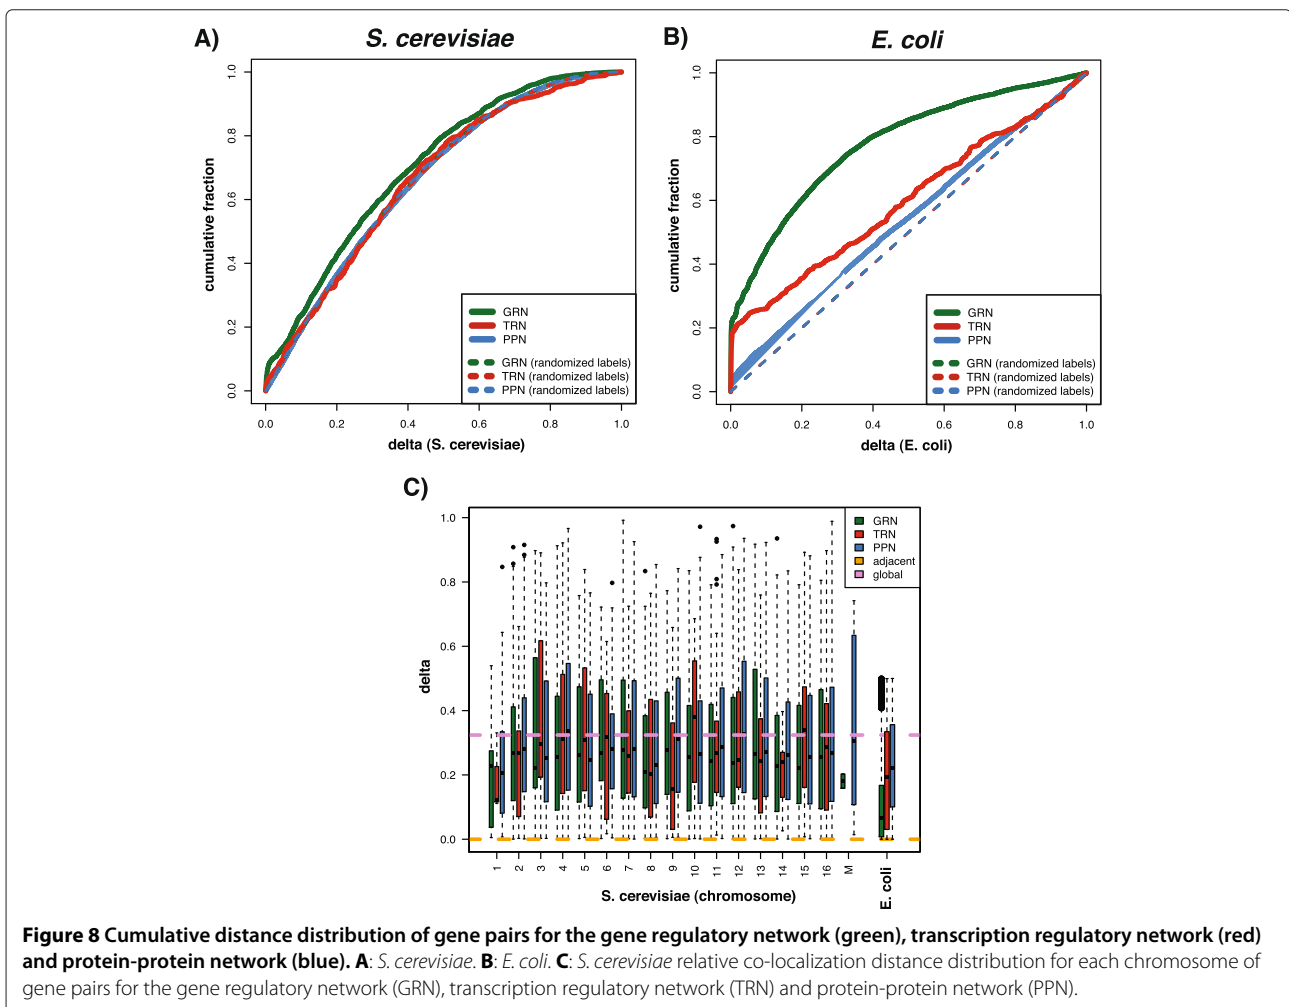 A)
S. cerevisiae
cumulative fraction
0.0 0.2 0.4 0.6 0.8 1.0
GRN
TRN
PPN
GRN (randomized labels)
TRN (randomized labels)
PPN (randomized labels)
0.0 0.2 0.4 0.6 0.8 1.0
delta (S. cerevisiae)
B)
E. coli
cumulative fraction
0.0 0.2 0.4 0.6 0.8 1.0
GRN
TRN
PPN
GRN (randomized labels)
TRN (randomized labels)
PPN (randomized labels)
0.0 0.2 0.4 0.6 0.8 1.0
delta (E. coli)
C)
delta
1.0
0.8
0.6
0.4
0.2
0.0
GRN
TRN
PPN
adjacent
global
1 2 3 4 5 6 7 8 9 10 11 12 13 14 15 16 M E. coli
S. cerevisiae (chromosome)
Figure 8 Cumulative distance distribution of gene pairs for the gene regulatory network (green), transcription regulatory network (red)
and protein-protein network (blue). A: S. cerevisiae. B: E. coli. C: S. cerevisiae relative co-localization distance distribution for each chromosome of
gene pairs for the gene regulatory network (GRN), transcription regulatory network (TRN) and protein-protein network (PPN).